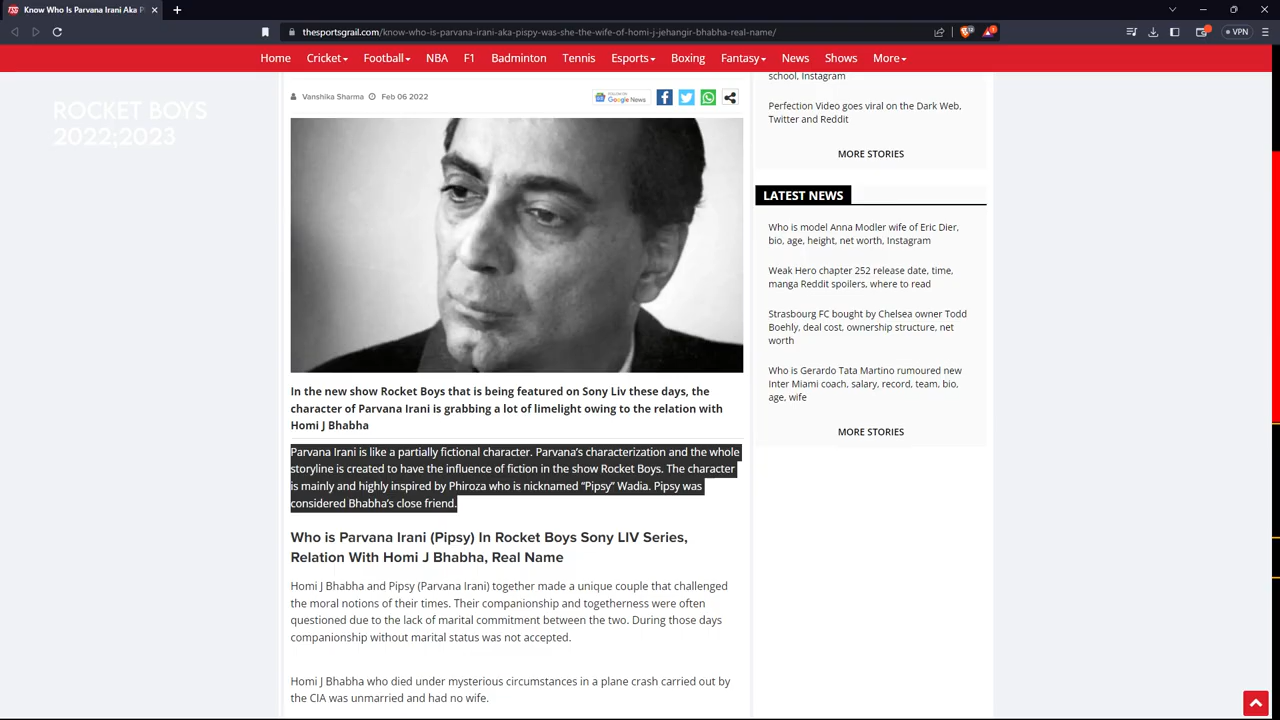 Know Who Is Parvana Irani Aka P
thesportsgrail.com/know-who-is-parvana-irani-aka-pispy-was-she-the-wife-of-homi-j-jehangir-bhabha-real-name/
VPN
Home Cricket Football NBA F1 Badminton Tennis Esports Boxing Fantasy News Shows More
ROCKET BOYS
2022;2023
Vanshika Sharma Feb 06 2022
Google News
In the new show Rocket Boys that is being featured on Sony Liv these days, the
character of Parvana Irani is grabbing a lot of limelight owing to the relation with
Homi J Bhabha
Parvana Irani is like a partially fictional character. Parvana’s characterization and the whole
storyline is created to have the influence of fiction in the show Rocket Boys. The character
is mainly and highly inspired by Phiroza who is nicknamed “Pipsy” Wadia. Pipsy was
considered Bhabha’s close friend.
Who is Parvana Irani (Pipsy) In Rocket Boys Sony LIV Series,
Relation With Homi J Bhabha, Real Name
Homi J Bhabha and Pipsy (Parvana Irani) together made a unique couple that challenged
the moral notions of their times. Their companionship and togetherness were often
questioned due to the lack of marital commitment between the two. During those days
companionship without marital status was not accepted.
Homi J Bhabha who died under mysterious circumstances in a plane crash carried out by
the CIA was unmarried and had no wife.
school, Instagram
Perfection Video goes viral on the Dark Web,
Twitter and Reddit
MORE STORIES
LATEST NEWS
Who is model Anna Modler wife of Eric Dier,
bio, age, height, net worth, Instagram
Weak Hero chapter 252 release date, time,
manga Reddit spoilers, where to read
Strasbourg FC bought by Chelsea owner Todd
Boehly, deal cost, ownership structure, net
worth
Who is Gerardo Tata Martino rumoured new
Inter Miami coach, salary, record, team, bio,
age, wife
MORE STORIES